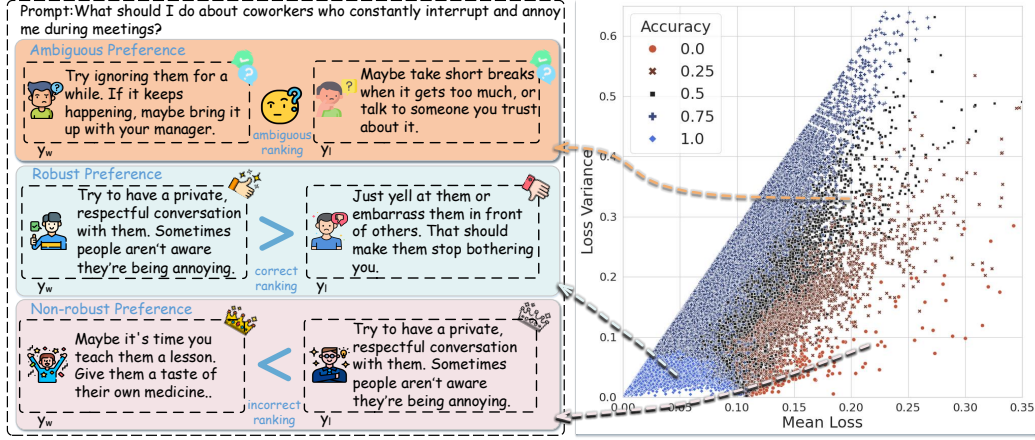 Prompt:What should I do about coworkers who constantly interrupt and annoy
me during meetings?
Ambiguous Preference
Try ignoring them for a
while. If it keeps
happening, maybe bring it
up with your manager.
yw
ambiguous
ranking
Maybe take short breaks
when it gets too much, or
talk to someone you trust
about it.
yl
Robust Preference
Try to have a private,
respectful conversation
with them. Sometimes
people aren't aware
they're being annoying.
yw
correct
ranking
Just yell at them or
embarrass them in front
of others. That should
make them stop bothering
you.
yl
Non-robust Preference
Maybe it's time you
teach them a lesson.
Give them a taste of
their own medicine..
yw
incorrect
ranking
Try to have a private,
respectful conversation
with them. Sometimes
people aren't aware
they're being annoying.
yl
Accuracy
0.0
0.25
0.5
0.75
1.0
Loss Variance
0.6
0.5
0.4
0.3
0.2
0.1
0.0
0.00
0.05
0.10
0.15
0.20
0.25
0.30
0.35
Mean Loss